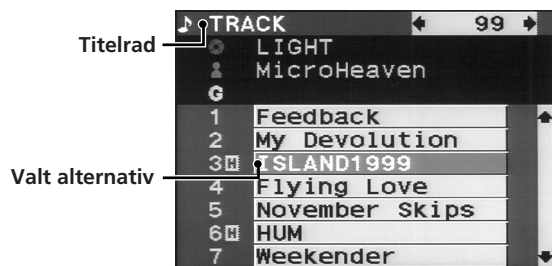 ♪ TRACK 99
Titelrad
LIGHT
MicroHeaven
G
1 Feedback
2 My Devolution
3 H ISLAND1999
Valt alternativ
4 Flying Love
5 November Skips
6 H HUM
7 Weekender